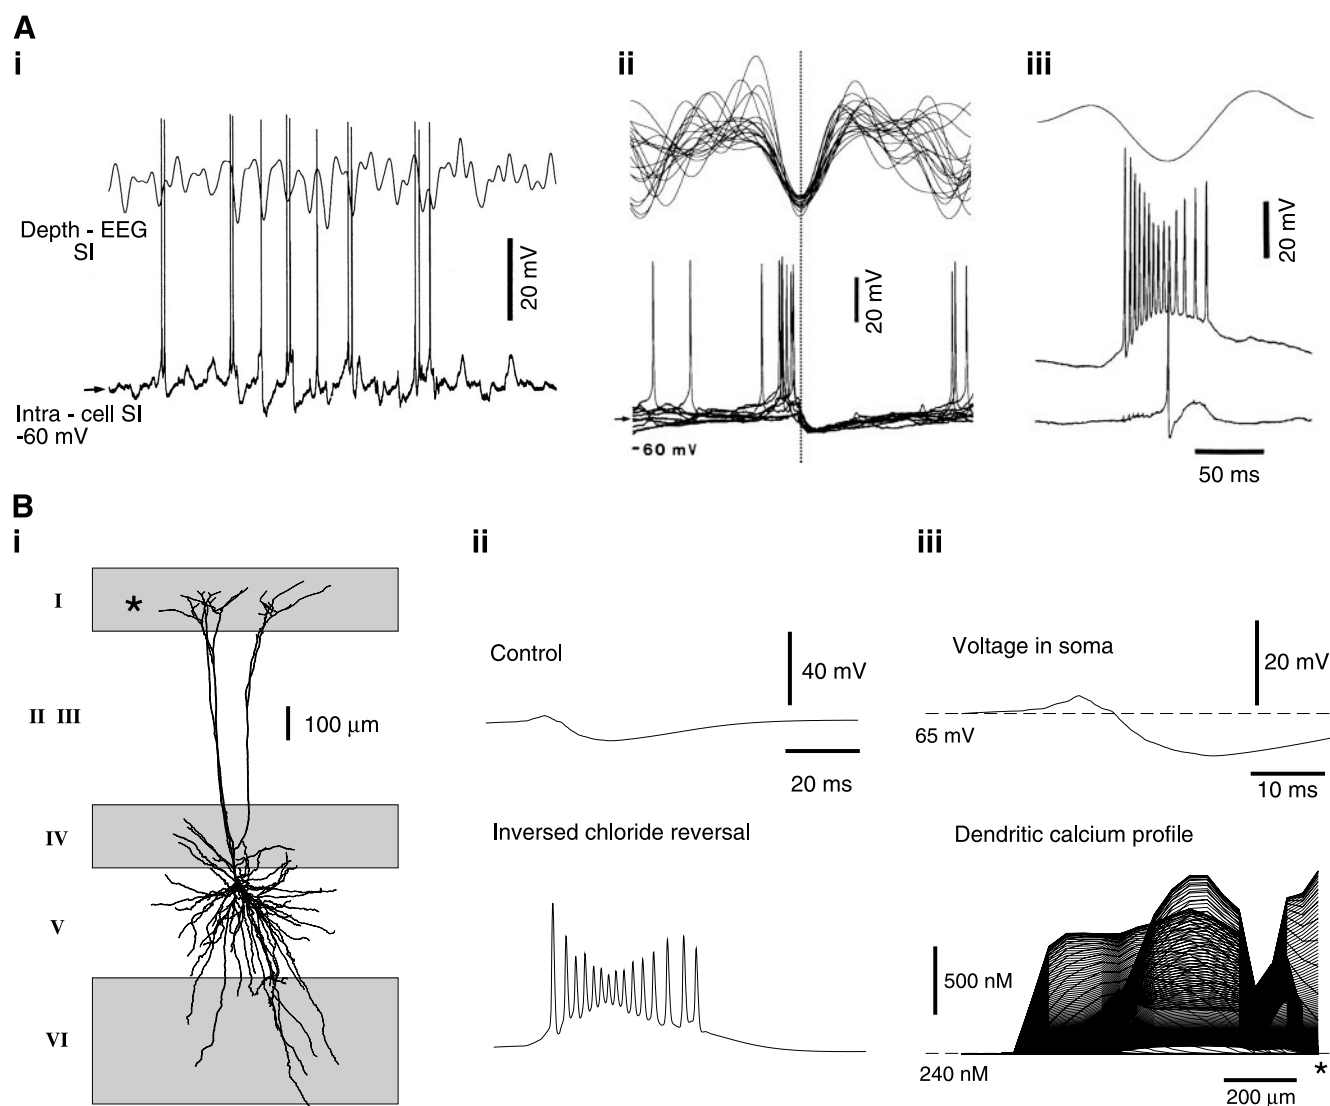 A
i
ii
iii
Depth - EEG
SI
20 mV
20 mV
20 mV
Intra - cell SI
-60 mV
-60 mV
50 ms
B
i
ii
iii
I
*
II III
100 μm
IV
V
VI
Control
40 mV
20 ms
Inversed chloride reversal
Voltage in soma
20 mV
65 mV
10 ms
Dendritic calcium profile
500 nM
240 nM
*
200 μm